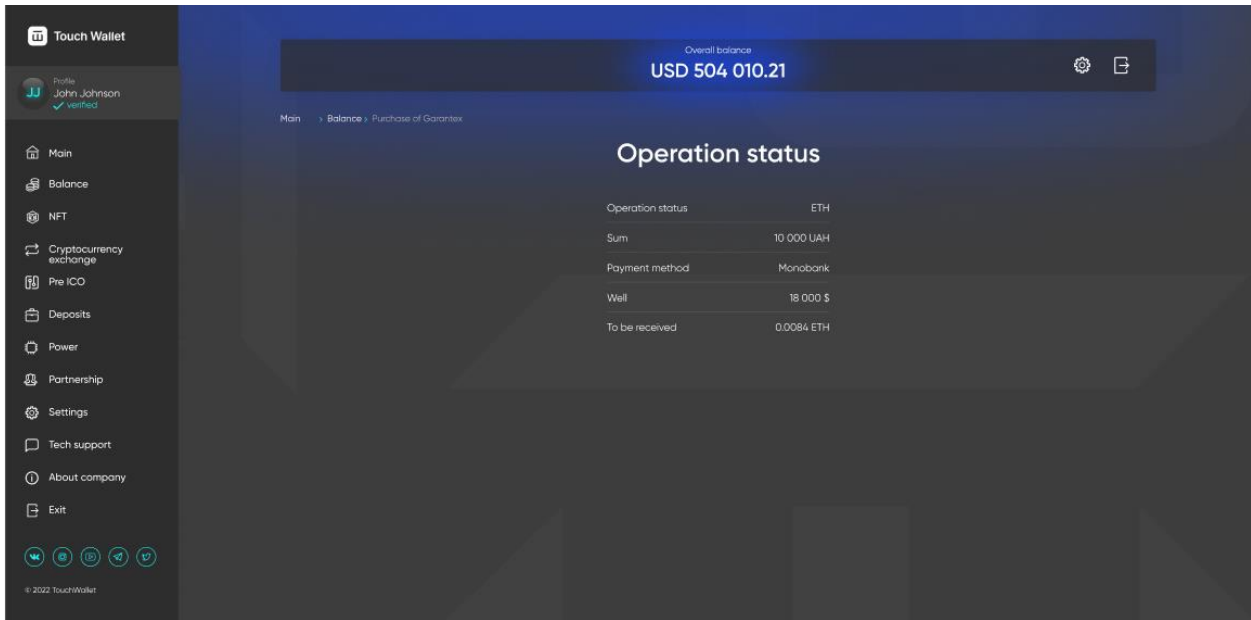 Touch Wallet
Profile
John Johnson
verified
Main
Balance
NFT
Cryptocurrency
exchange
Pre ICO
Deposits
Power
Partnership
Settings
Tech support
About company
Exit
© 2022 TouchWallet
Overall balance
USD 504 010.21
Main > Balance > Purchase of Garantex
Operation status
Operation status ETH
Sum 10 000 UAH
Payment method Monobank
Well 18 000 $
To be received 0.0084 ETH